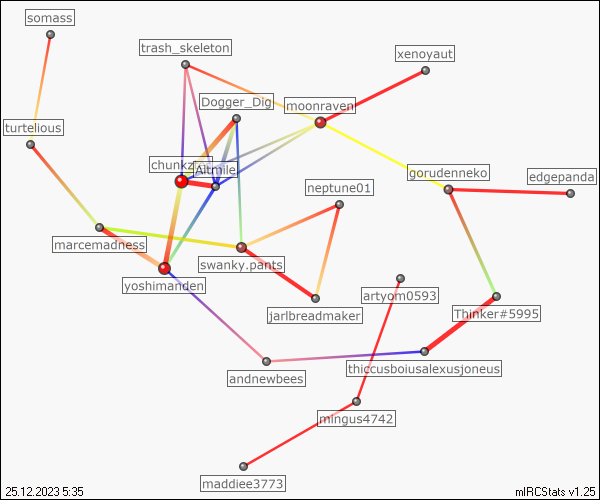 somass
trash_skeleton
xenoyaut
Dogger_Dig
moonraven
turtelious
Altmile
gorudenneko
edgepanda
neptune01
marcemadness
swanky.pants
yoshimanden
artyom0593
jarlbreadmaker
Thinker#5995
thiccusboiusalexusjoneus
andnewbees
mingus4742
maddiee3773
25.12.2023 5:35
mIRCStats v1.25